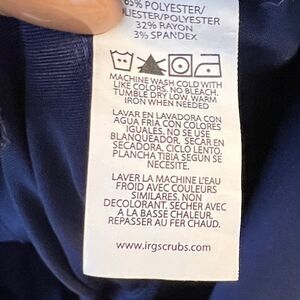 65% POLYESTER/
POLIESTER/POLYESTER
32% RAYON
3% SPANDEX
MACHINE WASH COLD WITH
LIKE COLORS. NO BLEACH.
TUMBLE DRY LOW. WARM
IRON WHEN NEEDED
LAVAR EN LAVADORA CON
AGUA FRIA CON COLORES
IGUALES, NO SE USE
BLANQUEADOR. SECAR EN
SECADORA, CICLO LENTO,
PLANCHA TIBIA SEGUN SE
NECESITE.
LAVER LA MACHINE L'EAU
FROID AVEC COULEURS
SIMILARES. NON
DECOLORANT. SECHER AVEC
A LA BASSE CHALEUR.
REPASSER AU FER CHAUD.
www.irgscrubs.com